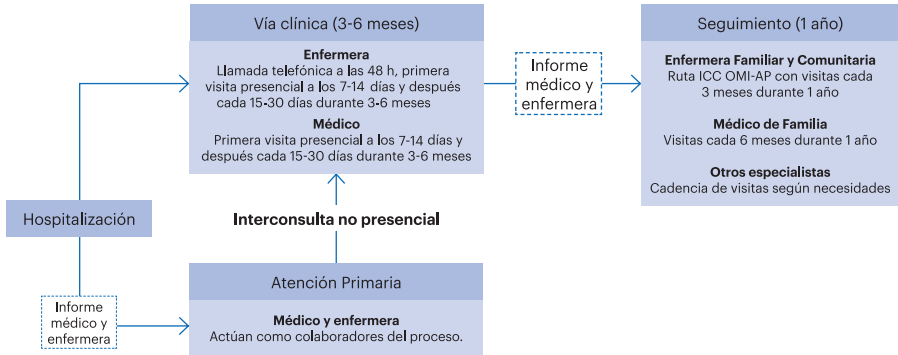 Vía clínica (3-6 meses)
Enfermera
Llamada telefónica a las 48 h, primera
visita presencial a los 7-14 días y después
cada 15-30 días durante 3-6 meses
Médico
Primera visita presencial a los 7-14 días y
después cada 15-30 días durante 3-6 meses
Informe
médico y
enfermera
Seguimiento (1 año)
Enfermera Familiar y Comunitaria
Ruta ICC OMI-AP con visitas cada
3 meses durante 1 año
Médico de Familia
Visitas cada 6 meses durante 1 año
Otros especialistas
Cadencia de visitas según necesidades
Hospitalización
Interconsulta no presencial
Informe
médico y
enfermera
Atención Primaria
Médico y enfermera
Actúan como colaboradores del proceso.